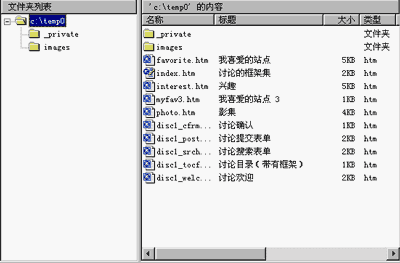 文件夹列表
c:\temp0
_private
images
'c:\temp0' 的内容
名称 标题 大小 类型
_private 文件夹
images 文件夹
favorite.htm 我喜爱的站点 5KB htm
index.htm 讨论的框架集 2KB htm
interest.htm 兴趣 5KB htm
myfav3.htm 我喜爱的站点 3 1KB htm
photo.htm 影集 4KB htm
disc1_cfrm... 讨论确认 1KB htm
disc1_post... 讨论提交表单 2KB htm
disc1_srch... 讨论搜索表单 2KB htm
disc1_tocf... 讨论目录（带有框架） 1KB htm
disc1_welc... 讨论欢迎 2KB htm